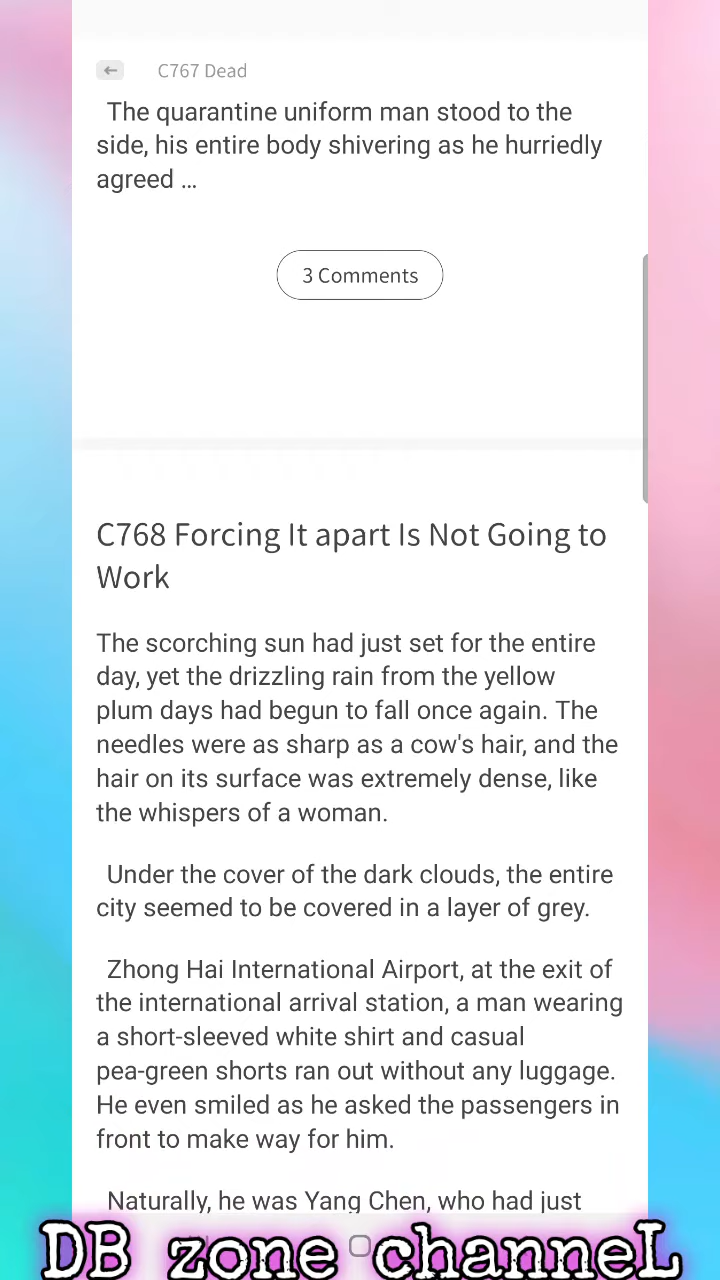 C767 Dead
The quarantine uniform man stood to the
side, his entire body shivering as he hurriedly
agreed ...
3 Comments
C768 Forcing It apart Is Not Going to
Work
The scorching sun had just set for the entire
day, yet the drizzling rain from the yellow
plum days had begun to fall once again. The
needles were as sharp as a cow's hair, and the
hair on its surface was extremely dense, like
the whispers of a woman.
Under the cover of the dark clouds, the entire
city seemed to be covered in a layer of grey.
Zhong Hai International Airport, at the exit of
the international arrival station, a man wearing
a short-sleeved white shirt and casual
pea-green shorts ran out without any luggage.
He even smiled as he asked the passengers in
front to make way for him.
Naturally, he was Yang Chen, who had just
DB zone channeL